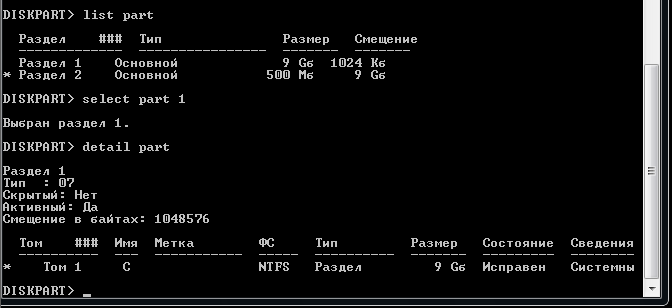 DISKPART> list part
Раздел ### Тип Размер Смещение
------------- ---------------- ------- -------
Раздел 1 Основной 9 Gб 1024 Кб
* Раздел 2 Основной 500 Mб 9 Gб
DISKPART> select part 1
Выбран раздел 1.
DISKPART> detail part
Раздел 1
Тип : 07
Скрытый: Нет
Активный: Да
Смещение в байтах: 1048576
Том ### Имя Метка ФС Тип Размер Состояние Сведения
---------- --- ----------- ----- ---------- ------- --------- --------
* Том 1 C NTFS Раздел 9 Gб Исправен Системны
DISKPART> _